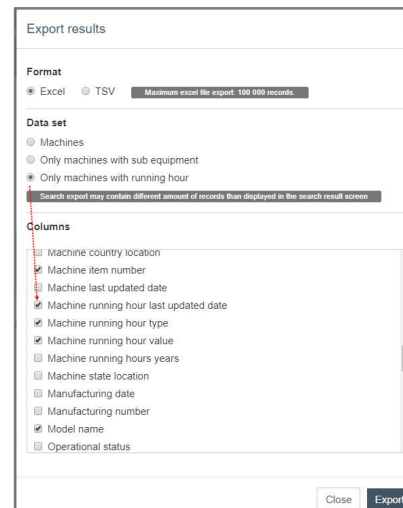 Export results
Format
Excel TSV Maximum excel file export: 100 000 records.
Data set
Machines
Only machines with sub equipment
Only machines with running hour
Search export may contain different amount of records than displayed in the search result screen
Columns
Machine country location
Machine item number
Machine last updated date
Machine running hour last updated date
Machine running hour type
Machine running hour value
Machine running hours years
Machine state location
Manufacturing date
Manufacturing number
Model name
Operational status
Close Export